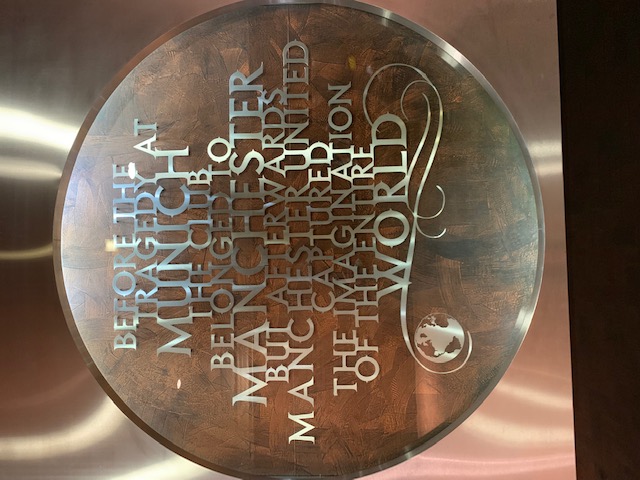 BEFORE THE
TRAGEDY AT
MUNICH
THE CLUB
BELONGED TO
MANCHESTER
BUT AFTERWARDS
MANCHESTER UNITED
CAPTURED
THE IMAGINATION
OF THE ENTIRE
WORLD